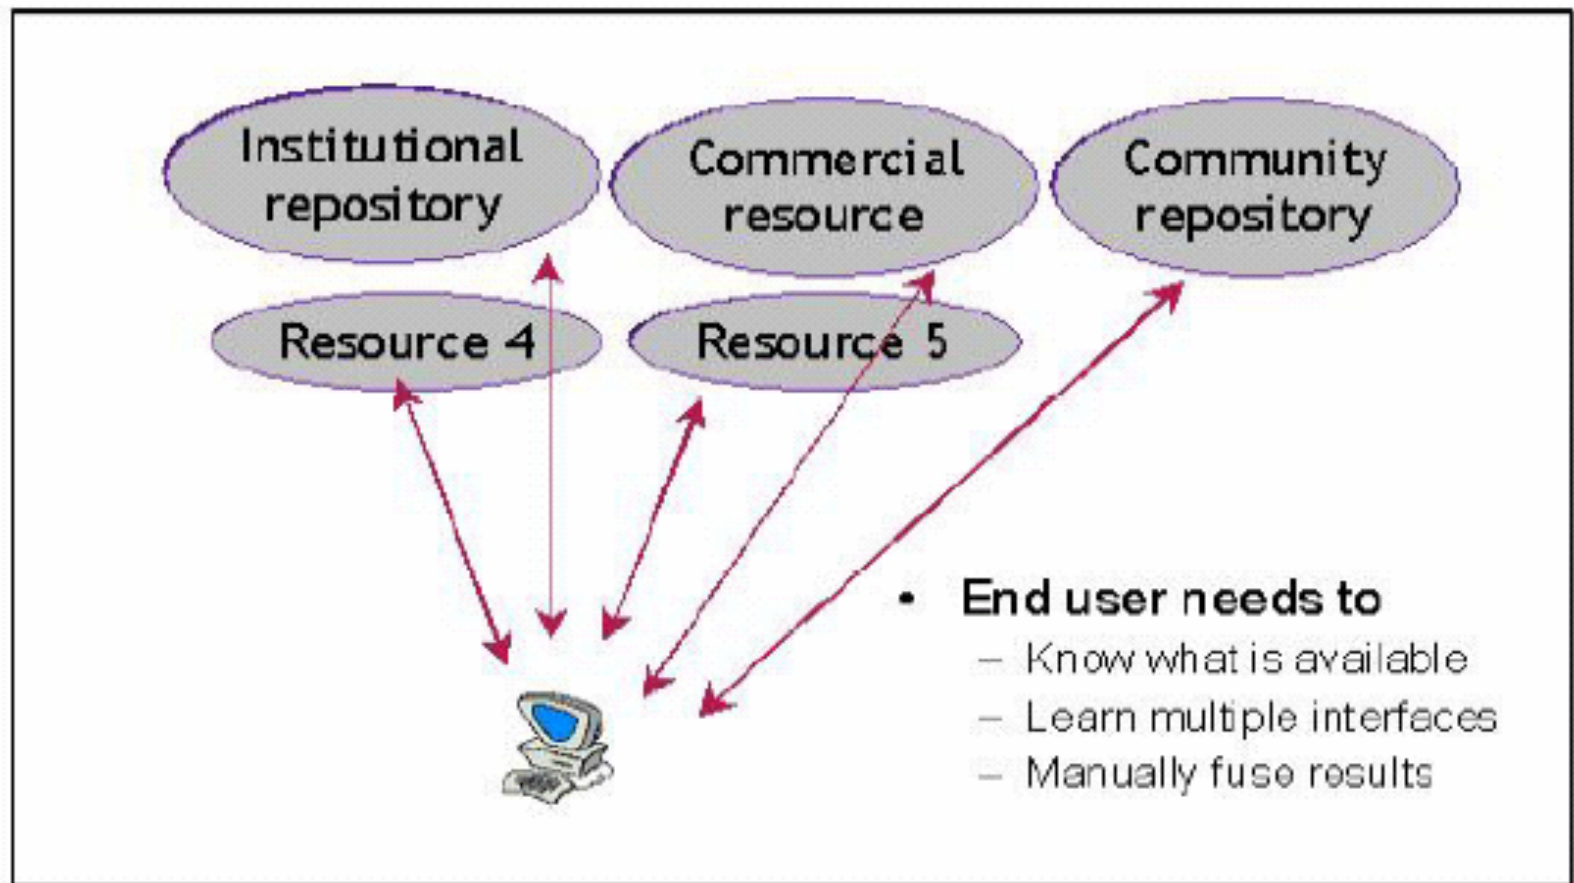 Institutional
repository
Commercial
resource
Community
repository
Resource 4
Resource 5
• End user needs to
– Know what is available
– Learn multiple interfaces
– Manually fuse results